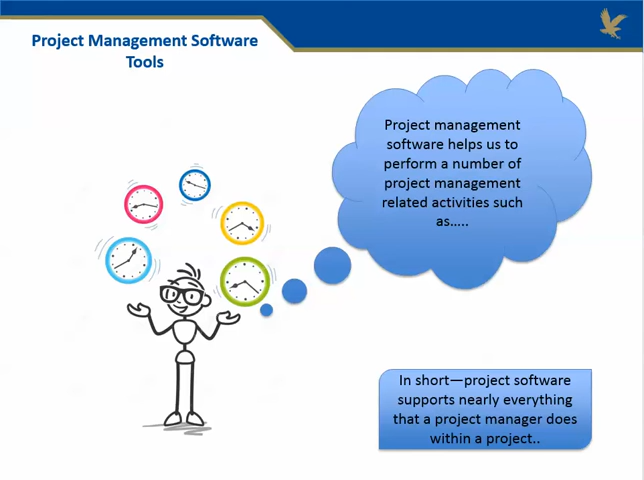 Project Management Software
Tools
Project management
software helps us to
perform a number of
project management
related activities such
as.....
In short—project software
supports nearly everything
that a project manager does
within a project..